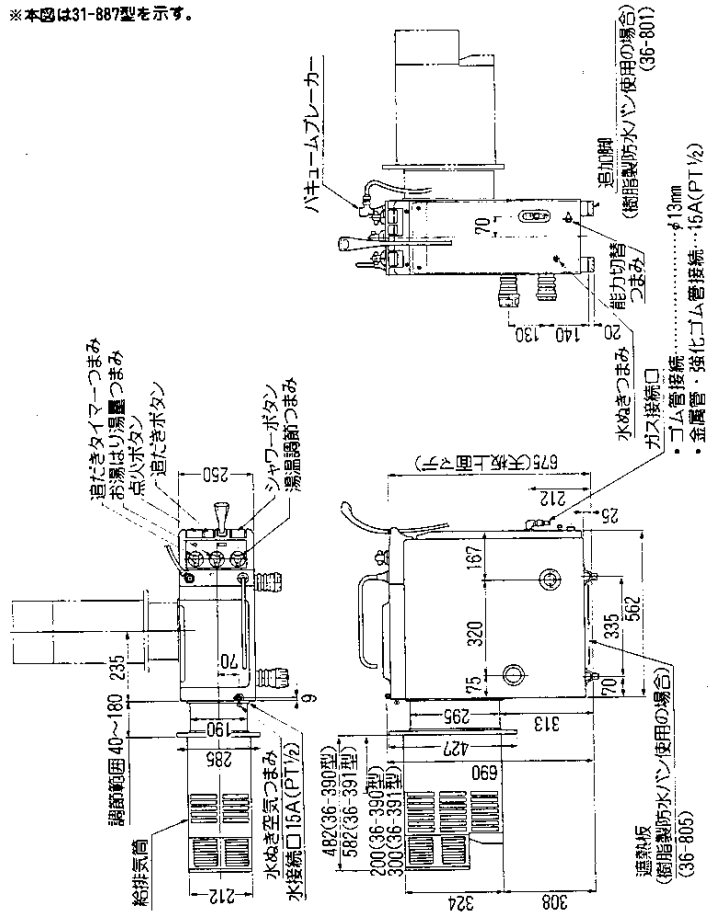 ※本図は31-887型を示す。
バキュームブレーカー
追加脚
(樹脂製防水パン使用の場合)
(36-801)
70
能力切替
つまみ
水ぬきつまみ
130
140
20
ガス接続口
・ゴム管接続……………φ13mm
・金属管・強化ゴム管接続…15A(PT1/2)
追だきタイマーつまみ
お湯はり湯量つまみ
点火ボタン
追だきボタン
250
シャワーボタン
湯温調節つまみ
235
調節範囲 40~180
給排気筒
70
9
190
285
212
水ぬき空気つまみ
水接続口 15A(PT1/2)
675(天板上面マデ)
212
25
167
320
75
562
335
70
295
313
427
690
482(36-390型)
582(36-391型)
200(36-390型)
300(36-391型)
324
308
遮熱板
(樹脂製防水パン使用の場合)
(36-805)